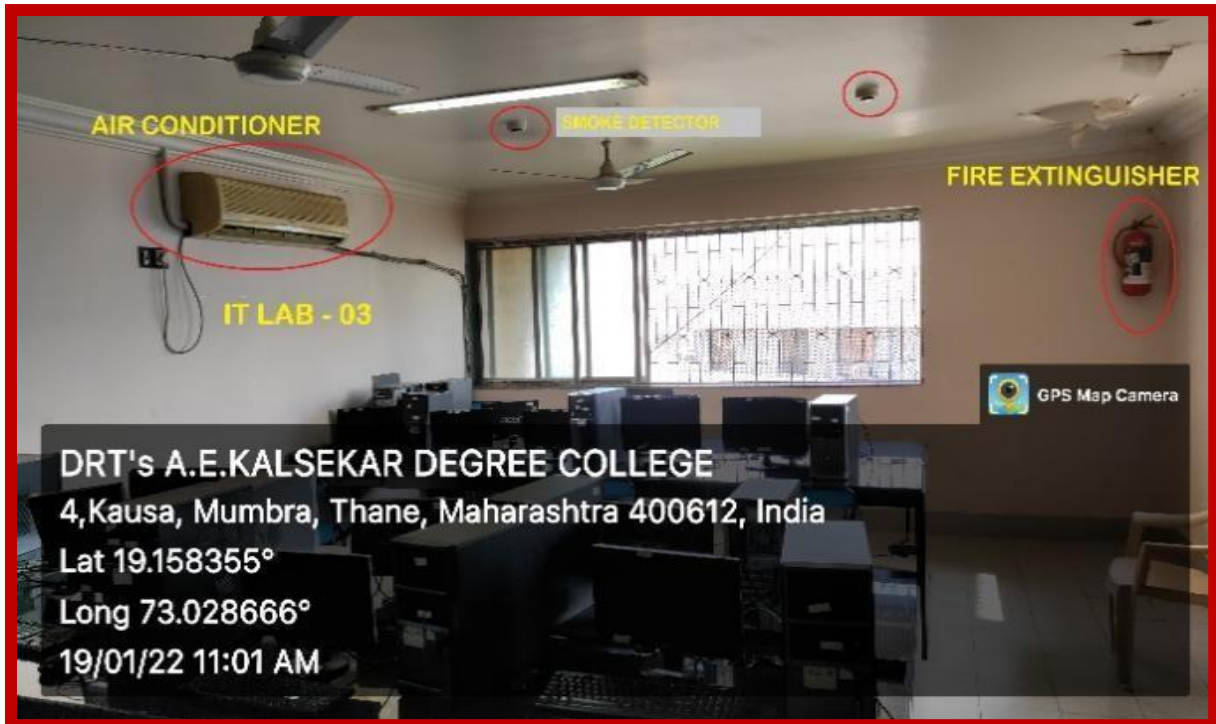 AIR CONDITIONER
SMOKE DETECTOR
FIRE EXTINGUISHER
IT LAB - 03
GPS Map Camera
DRT's A.E.KALSEKAR DEGREE COLLEGE
4,Kausa, Mumbra, Thane, Maharashtra 400612, India
Lat 19.158355°
Long 73.028666°
19/01/22 11:01 AM